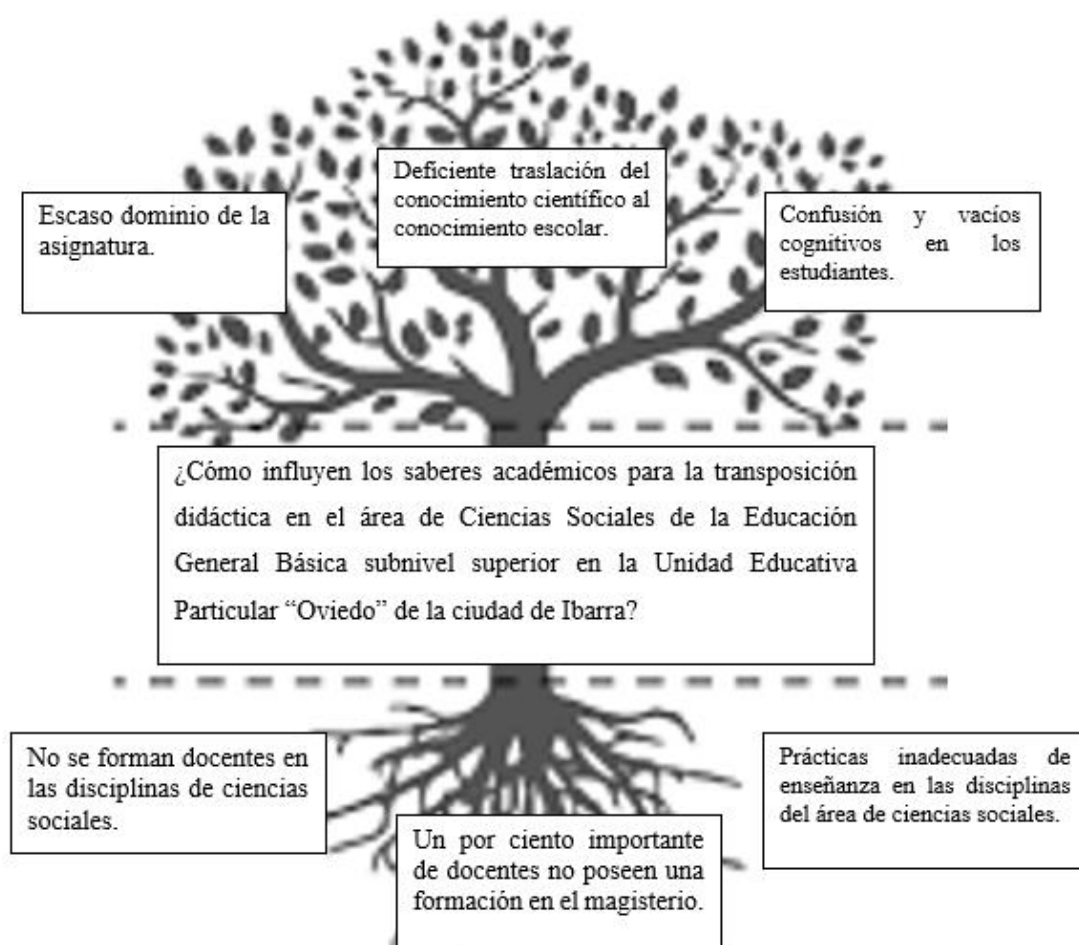 Escaso dominio de la
asignatura.
Deficiente traslación del
conocimiento científico al
conocimiento escolar.
Confusión y vacíos
cognitivos en los
estudiantes.
¿Cómo influyen los saberes académicos para la transposición
didáctica en el área de Ciencias Sociales de la Educación
General Básica subnivel superior en la Unidad Educativa
Particular “Oviedo” de la ciudad de Ibarra?
No se forman docentes en
las disciplinas de ciencias
sociales.
Un por ciento importante
de docentes no poseen una
formación en el magisterio.
Prácticas inadecuadas de
enseñanza en las disciplinas
del área de ciencias sociales.